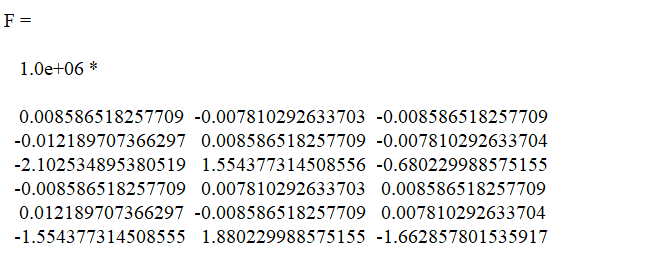 F =
1.0e+06 *
0.008586518257709 -0.007810292633703 -0.008586518257709
-0.012189707366297 0.008586518257709 -0.007810292633704
-2.102534895380519 1.554377314508556 -0.680229988575155
-0.008586518257709 0.007810292633703 0.008586518257709
0.012189707366297 -0.008586518257709 0.007810292633704
-1.554377314508555 1.880229988575155 -1.662857801535917